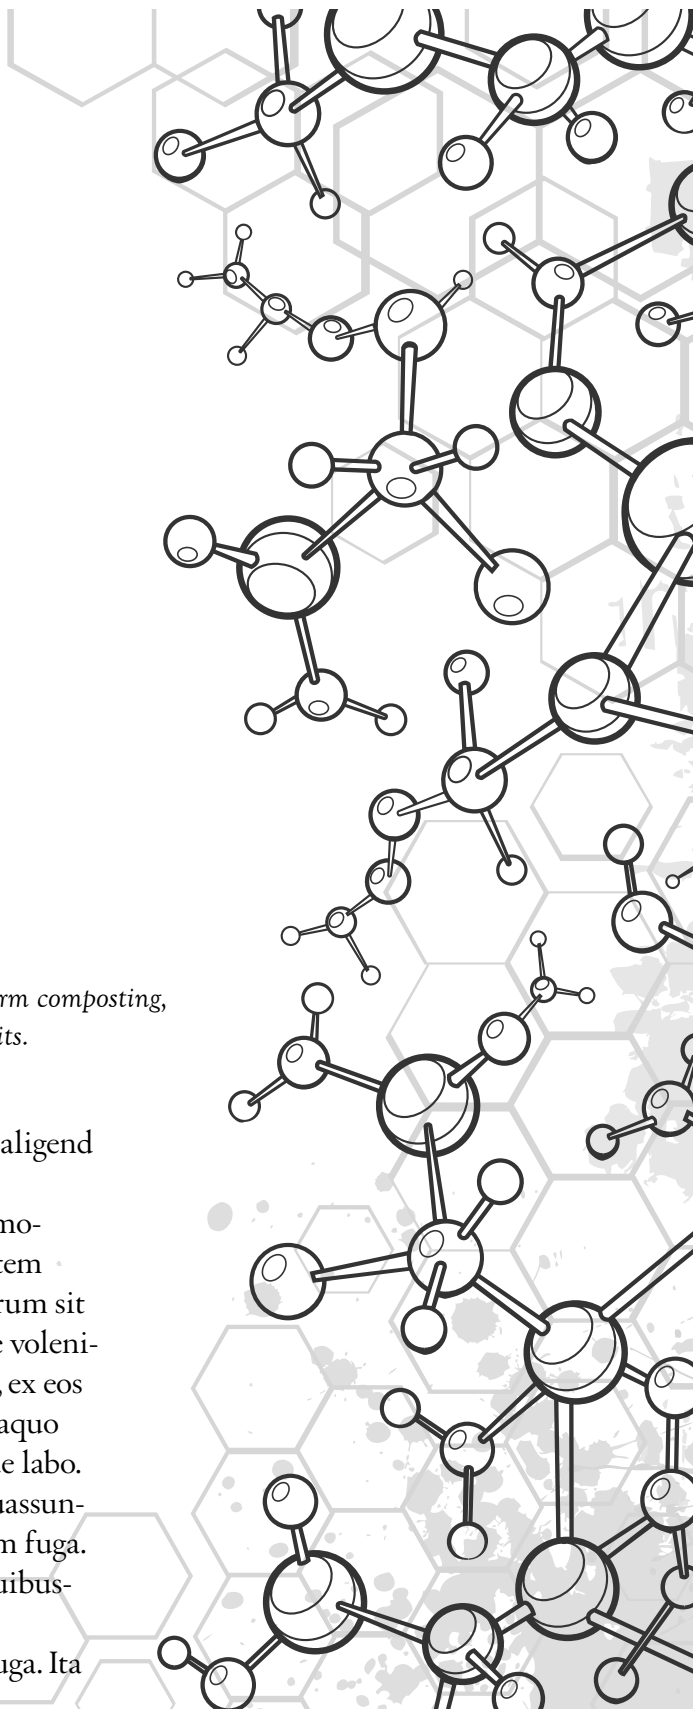 rm composting,
its.
aligend
mo-
tem
rum sit
e voleni-
, ex eos
aquo
e labo.
uassun-
m fuga.
uibus-
uga. Ita